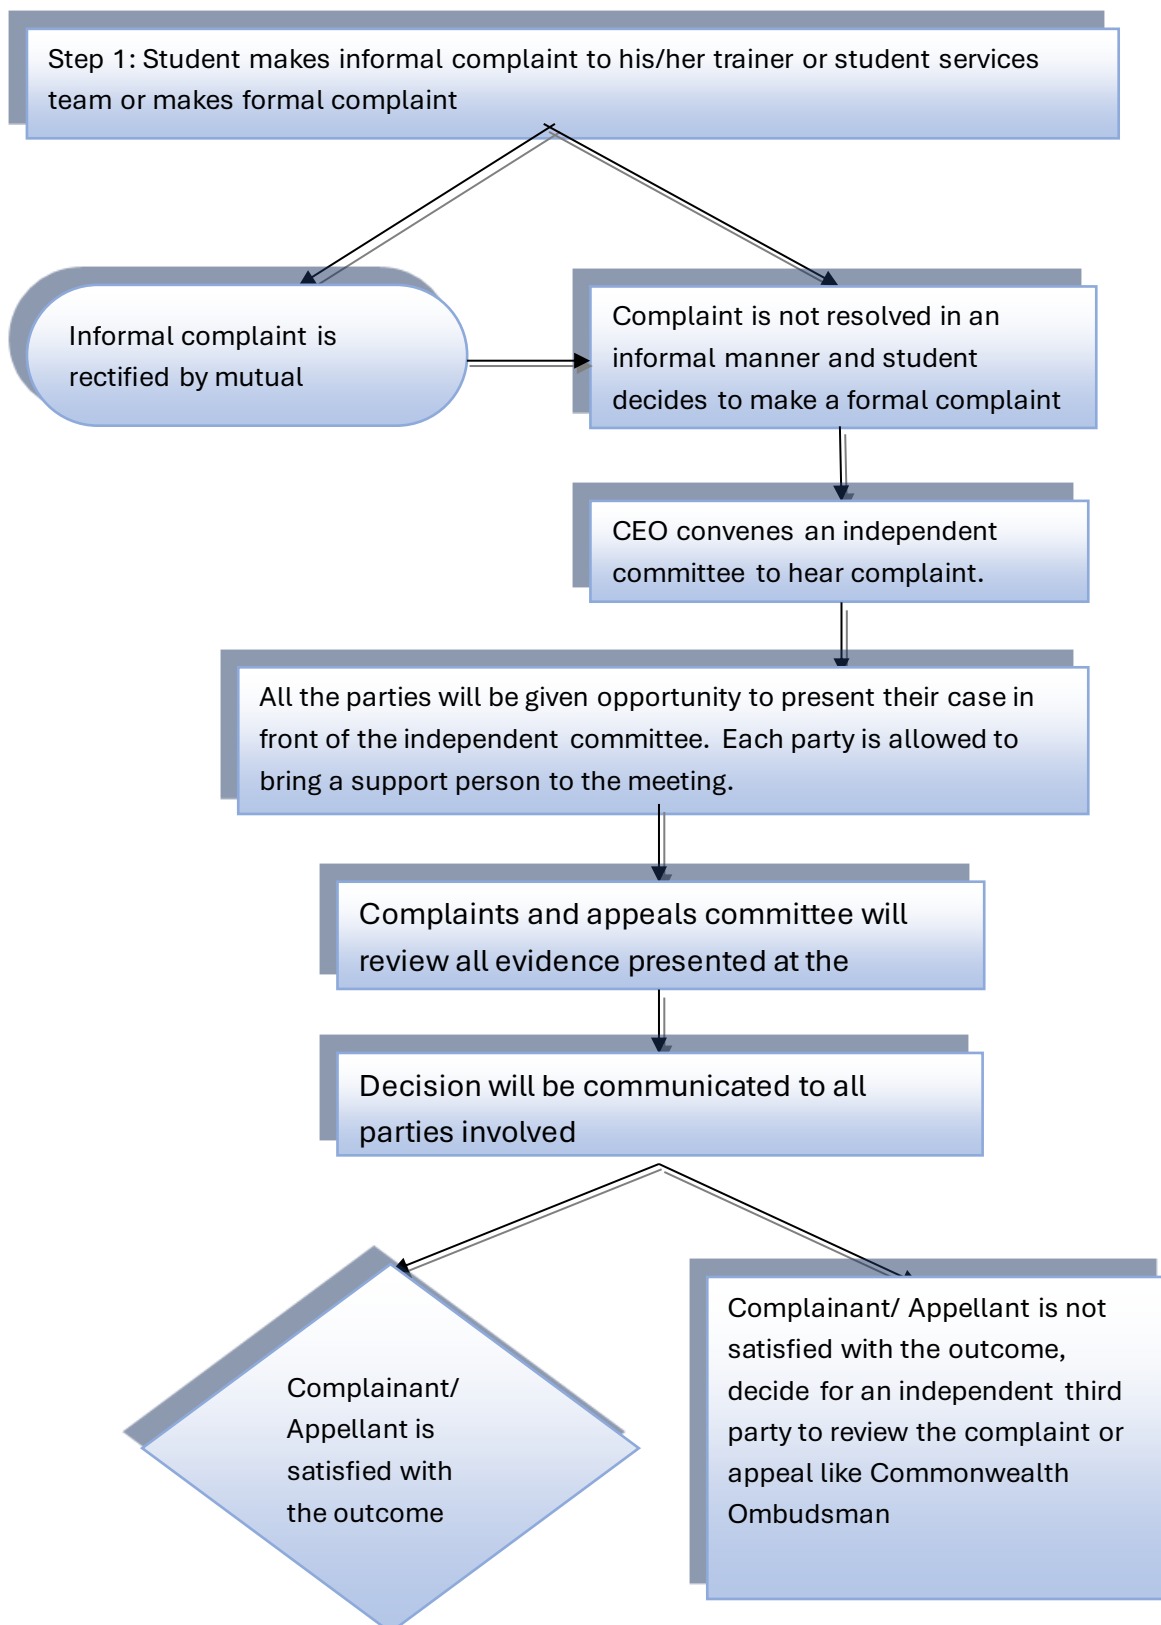 Step 1: Student makes informal complaint to his/her trainer or student services
team or makes formal complaint
Informal complaint is
rectified by mutual
Complaint is not resolved in an
informal manner and student
decides to make a formal complaint
CEO convenes an independent
committee to hear complaint.
All the parties will be given opportunity to present their case in
front of the independent committee. Each party is allowed to
bring a support person to the meeting.
Complaints and appeals committee will
review all evidence presented at the
Decision will be communicated to all
parties involved
Complainant/
Appellant is
satisfied with
the outcome
Complainant/ Appellant is not
satisfied with the outcome,
decide for an independent third
party to review the complaint or
appeal like Commonwealth
Ombudsman